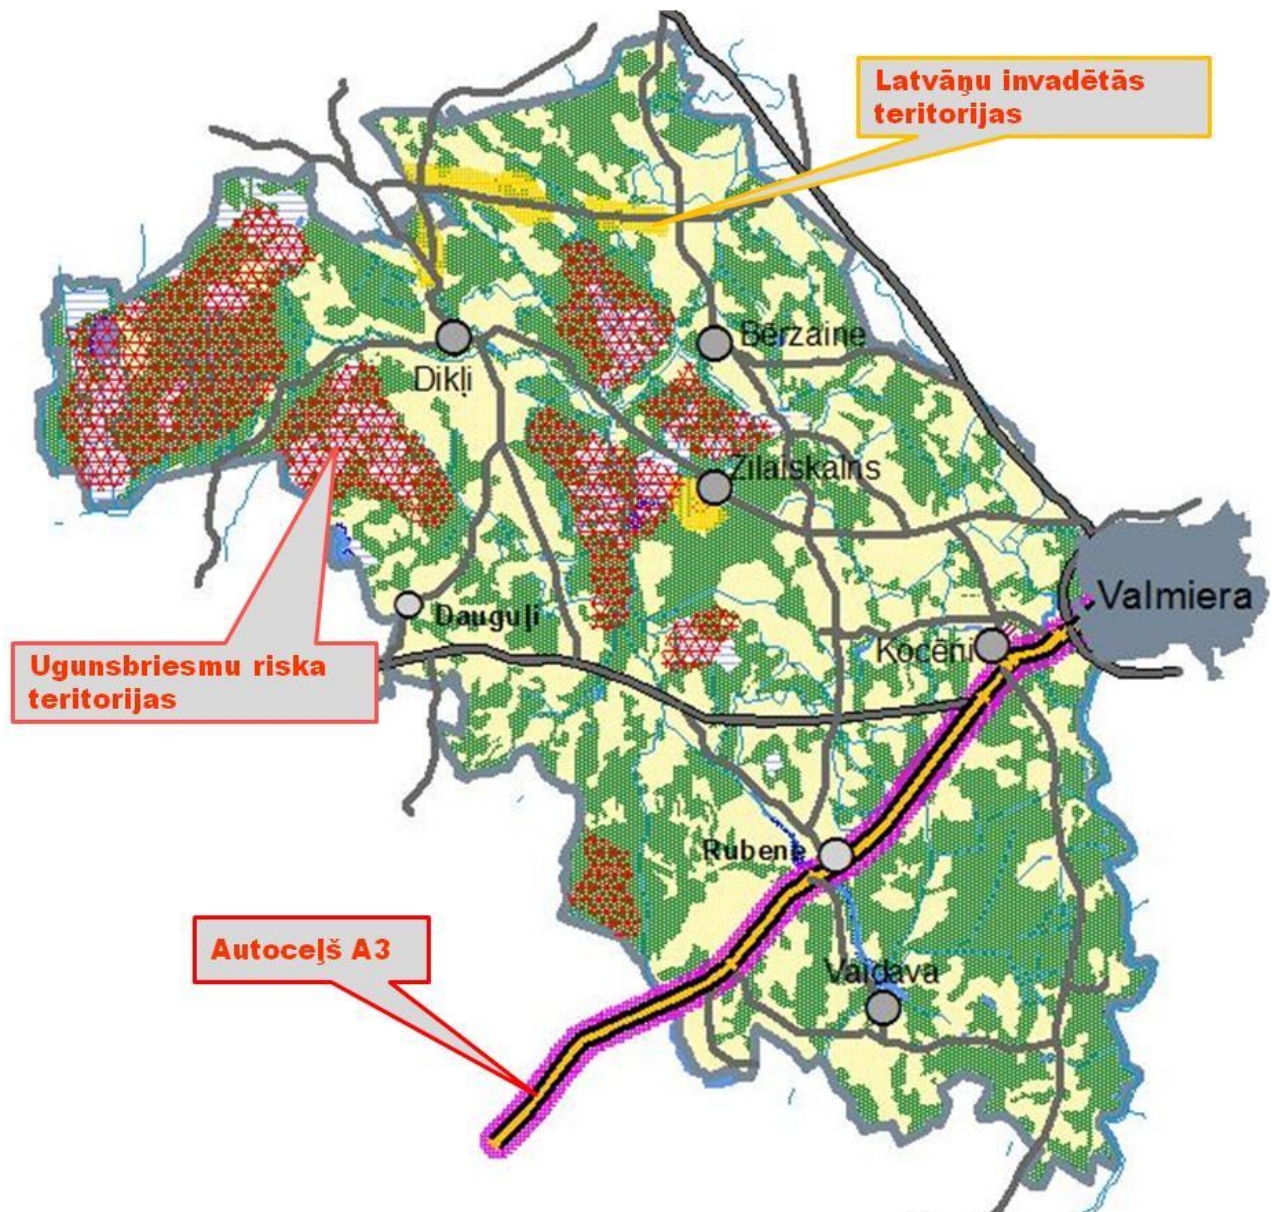 Latvāņu invadētās
teritorijas
Bērzaine
Dikļi
Zilaiskalns
Valmiera
Dauguļi
Kocēni
Ugunsbriesmu riska
teritorijas
Rubene
Autoceļš A3
Vaidava